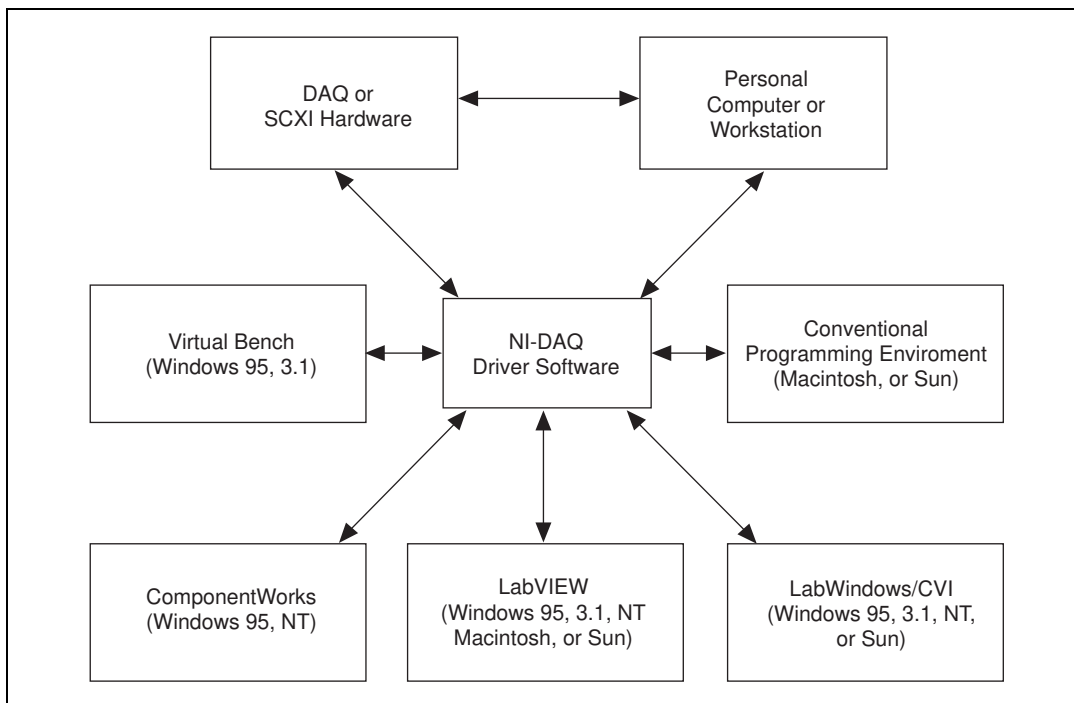 DAQ or
SCXI Hardware
Personal
Computer or
Workstation
Virtual Bench
(Windows 95, 3.1)
NI-DAQ
Driver Software
Conventional
Programming Enviroment
(Macintosh, or Sun)
ComponentWorks
(Windows 95, NT)
LabVIEW
(Windows 95, 3.1, NT
Macintosh, or Sun)
LabWindows/CVI
(Windows 95, 3.1, NT,
or Sun)